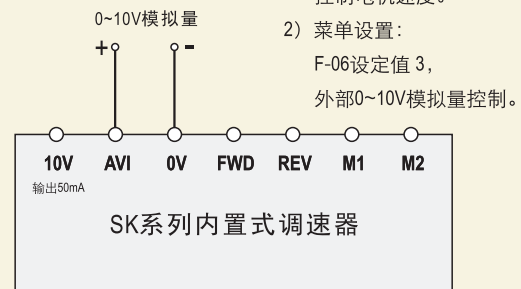 控制电机速度。
0~10V模拟量
+ -
2）菜单设置：
F-06设定值 3，
外部0~10V模拟量控制。
10V AVI 0V FWD REV M1 M2
输出50mA
SK系列内置式调速器